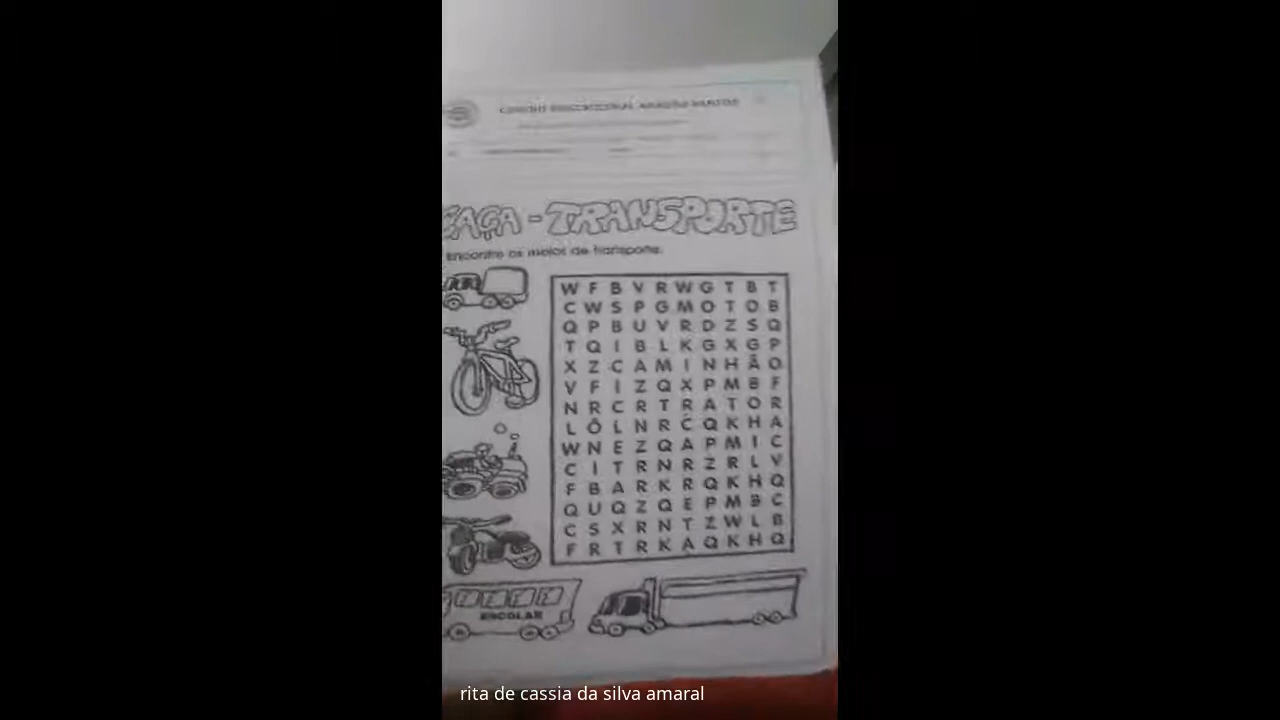 CAÇA - TRANSPORTE
Encontre os meios de transporte.
W F B V R W G T B T
C W S P G M O T O B
Q P B U V R D Z S Q
T Q I B L K G X G P
X Z C A M I N H Ã O
V F I Z Q X P M B F
N R C R T R A T O R
L Ô L N R C Q K H A
W N E Z Q A P M I C
C I T R N R Z R L V
F B A R K R Q K H Q
Q U Q Z Q E P M B C
C S X R N T Z W L B
F R T R K A Q K H Q
ESCOLAR
rita de cassia da silva amaral